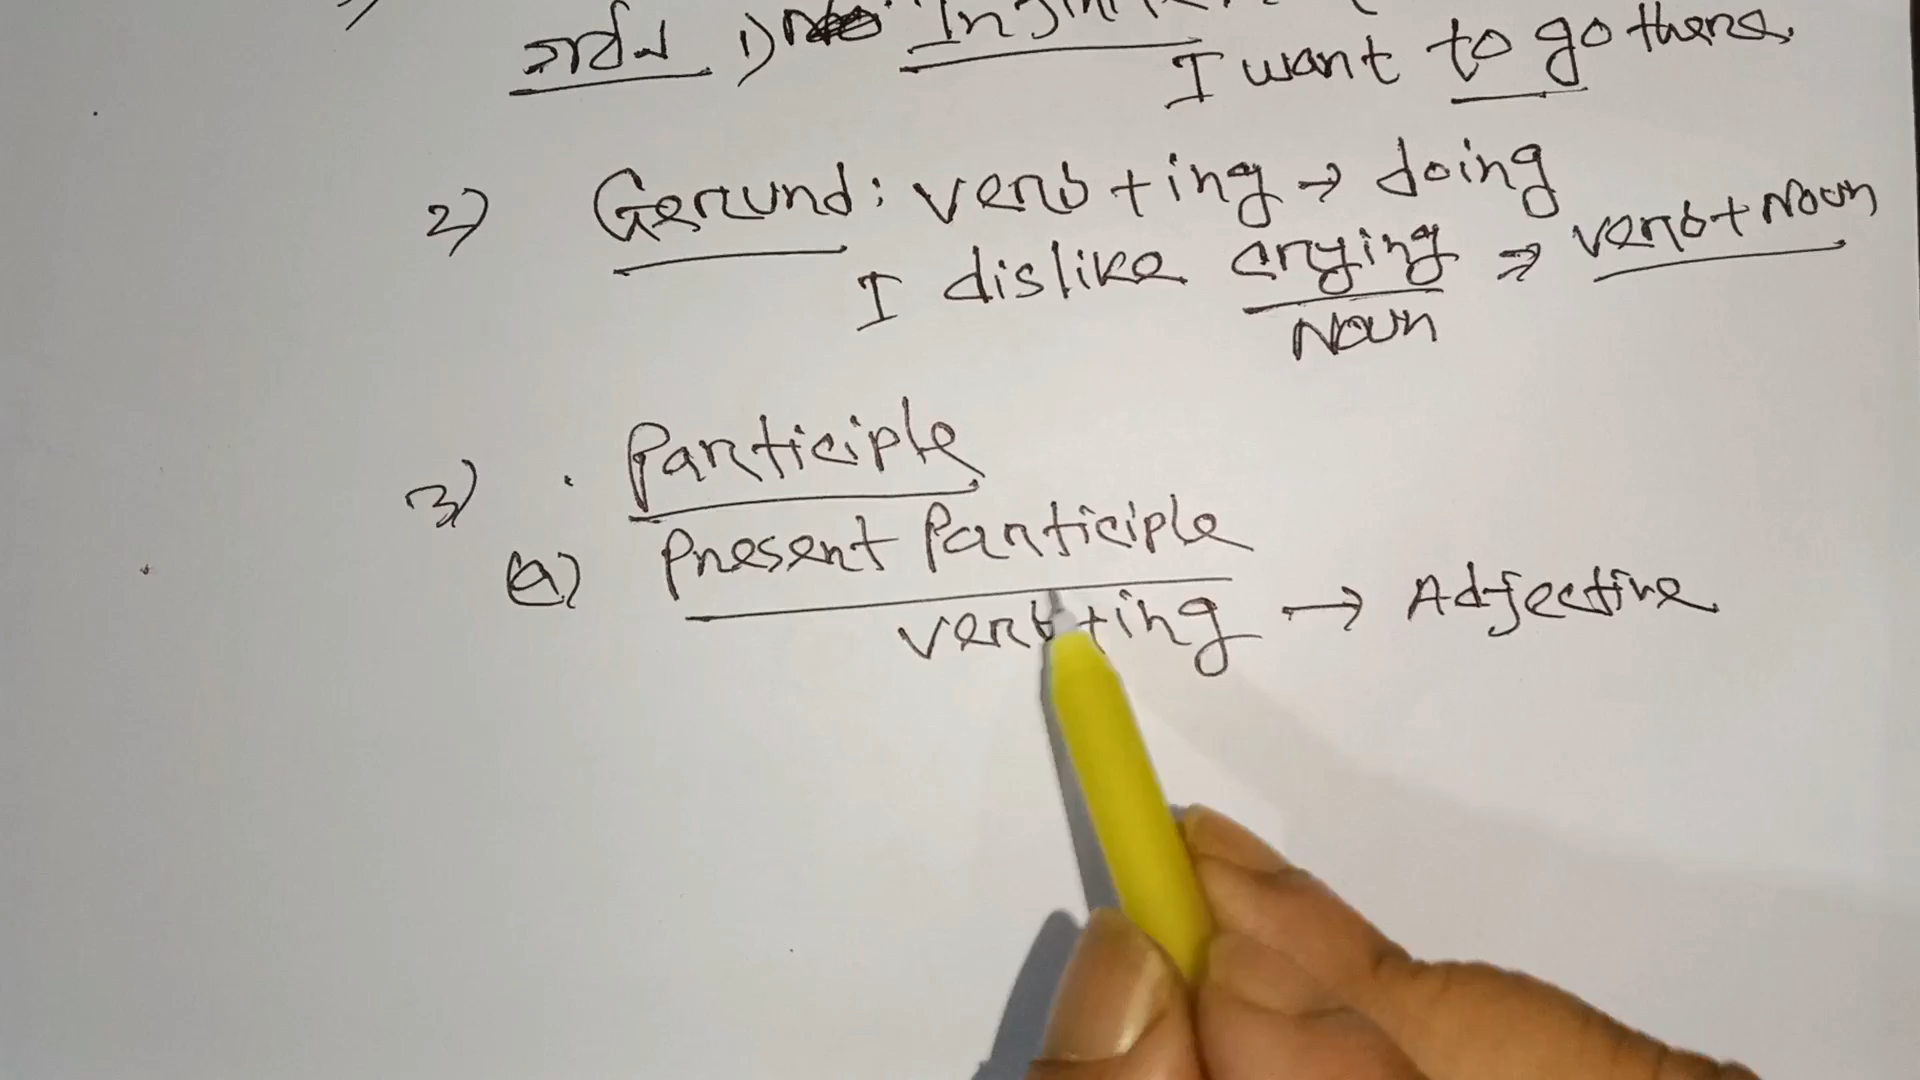 গঠন 1) Infinitive
I want to go there.
2) Gerund: verb + ing → doing
I dislike crying ⇒ verb + Noun
Noun
3) Participle
(a) Present Participle
verb + ing → Adjective